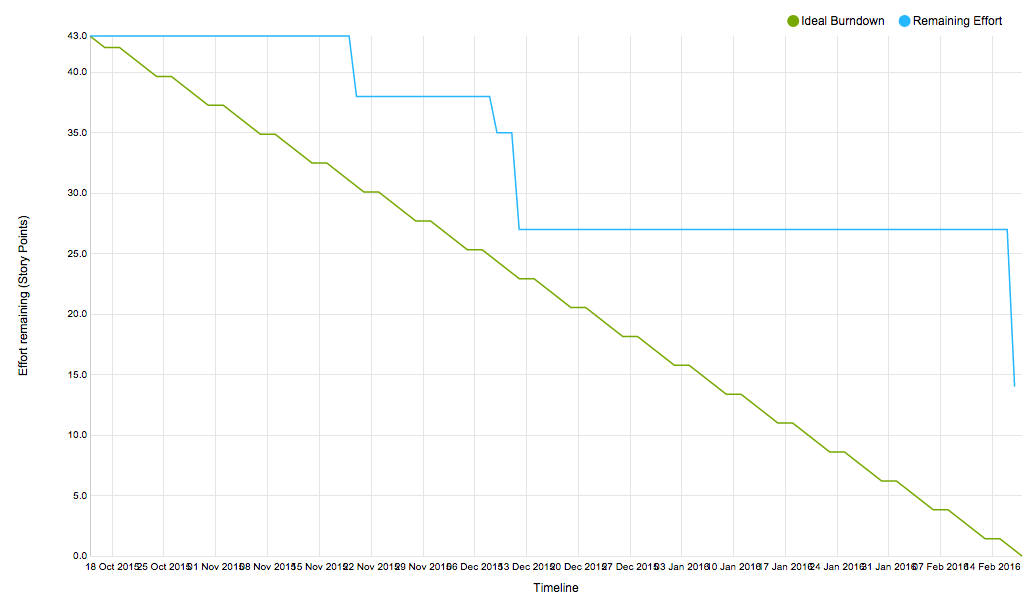 Ideal Burndown Remaining Effort
43.0
40.0
35.0
30.0
25.0
20.0
15.0
10.0
5.0
0.0
Effort remaining (Story Points)
18 Oct 2015 25 Oct 2015 01 Nov 2015 08 Nov 2015 15 Nov 2015 22 Nov 2015 29 Nov 2015 06 Dec 2015 13 Dec 2015 20 Dec 2015 27 Dec 2015 03 Jan 2016 10 Jan 2016 17 Jan 2016 24 Jan 2016 31 Jan 2016 07 Feb 2016 14 Feb 2016
Timeline